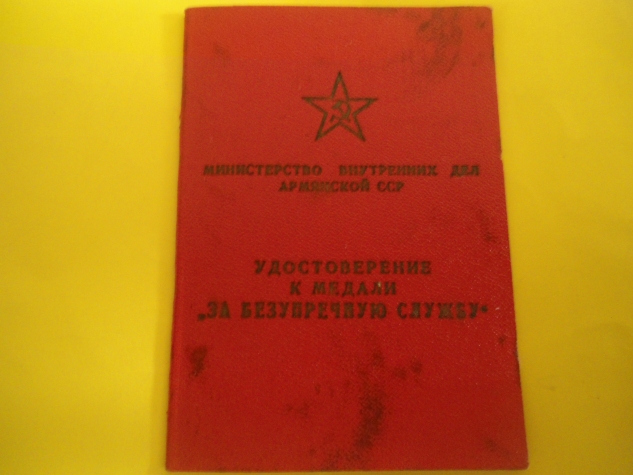 МИНИСТЕРСТВО ВНУТРЕННИХ ДЕЛ
АРМЯНСКОЙ ССР
УДОСТОВЕРЕНИЕ
К МЕДАЛИ
„ЗА БЕЗУПРЕЧНУЮ СЛУЖБУ“